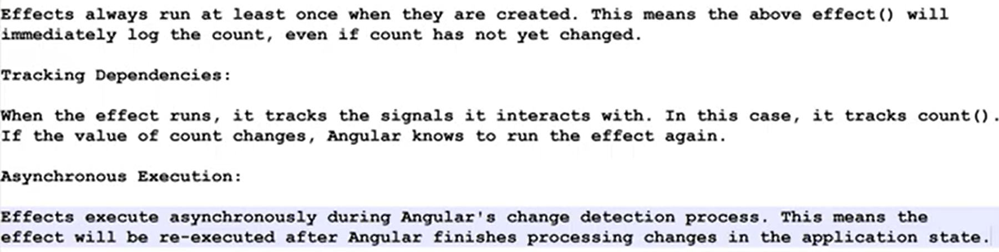 Effects always run at least once when they are created. This means the above effect() will
immediately log the count, even if count has not yet changed.
Tracking Dependencies:
When the effect runs, it tracks the signals it interacts with. In this case, it tracks count().
If the value of count changes, Angular knows to run the effect again.
Asynchronous Execution:
Effects execute asynchronously during Angular's change detection process. This means the
effect will be re-executed after Angular finishes processing changes in the application state.